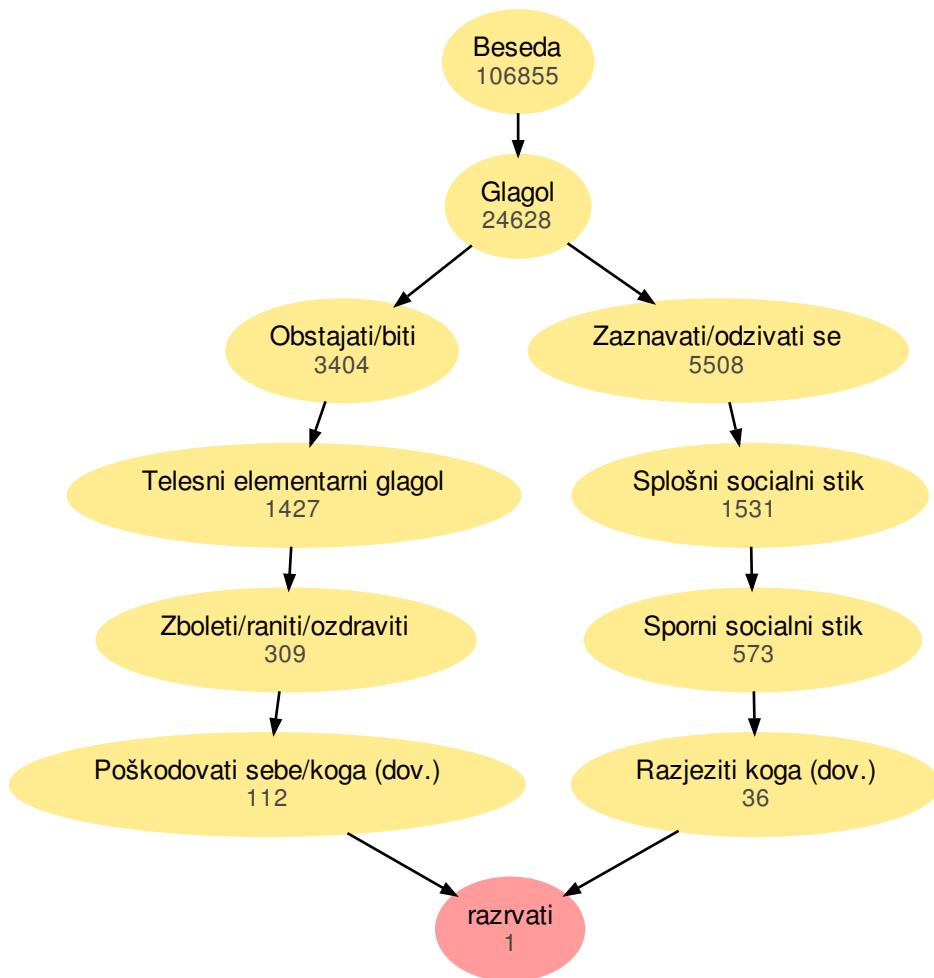 Beseda
106855
Glagol
24628
Obstajati/biti
3404
Zaznavati/odzivati se
5508
Telesni elementarni glagol
1427
Splošni socialni stik
1531
Zboleti/raniti/ozdraviti
309
Sporni socialni stik
573
Poškodovati sebe/koga (dov.)
112
Razjeziti koga (dov.)
36
razrvati
1